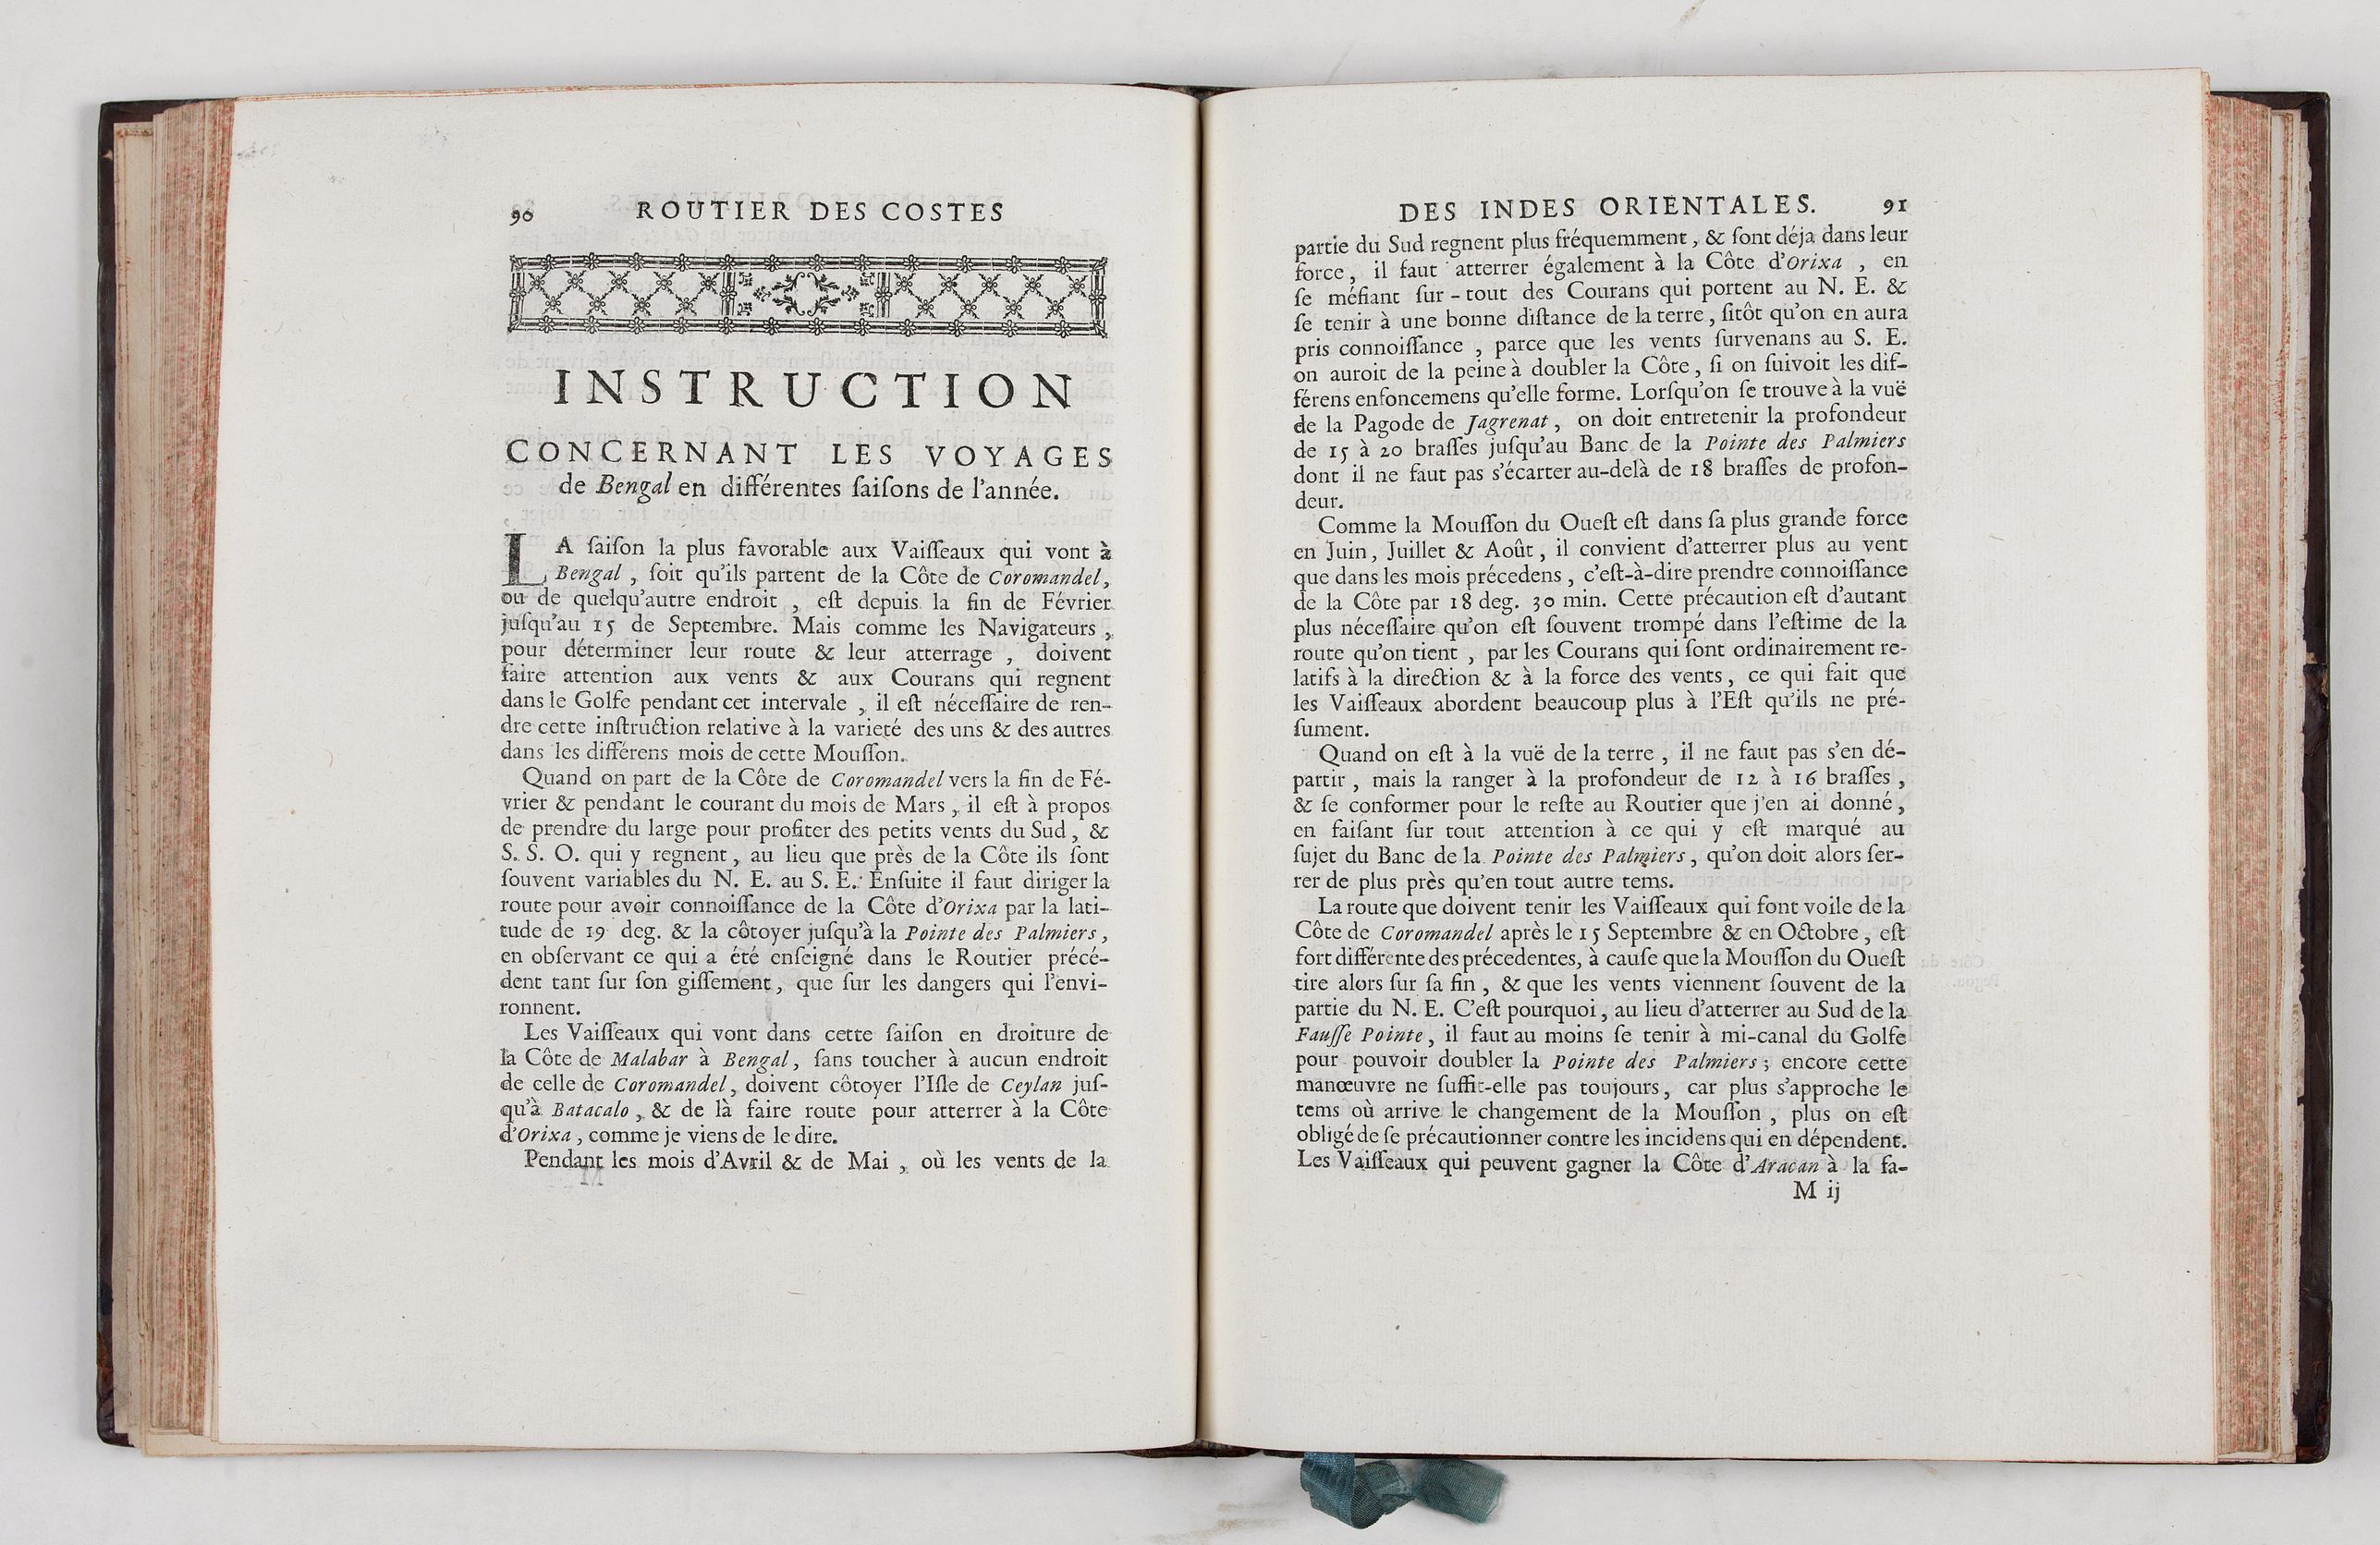 90 ROUTIER DES COSTES
INSTRUCTION
CONCERNANT LES VOYAGES
de Bengal en différentes ſaiſons de l'année.
LA ſaiſon la plus favorable aux Vaiſſeaux qui vont à
Bengal, ſoit qu'ils partent de la Côte de Coromandel,
ou de quelqu'autre endroit, eſt depuis la fin de Février
juſqu'au 15 de Septembre. Mais comme les Navigateurs,
pour déterminer leur route & leur atterrage, doivent
faire attention aux vents & aux Courans qui regnent
dans le Golfe pendant cet intervale, il eſt néceſſaire de ren-
dre cette inſtruction relative à la varieté des uns & des autres
dans les différens mois de cette Mouſſon.
Quand on part de la Côte de Coromandel vers la fin de Fé-
vrier & pendant le courant du mois de Mars, il eſt à propos
de prendre du large pour profiter des petits vents du Sud, &
S. S. O. qui y regnent, au lieu que près de la Côte ils ſont
ſouvent variables du N. E. au S. E. Enſuite il faut diriger la
route pour avoir connoiſſance de la Côte d'Orixa par la lati-
tude de 19 deg. & la côtoyer juſqu'à la Pointe des Palmiers,
en obſervant ce qui a été enſeigné dans le Routier précé-
dent tant ſur ſon giſſement, que ſur les dangers qui l'envi-
ronnent.
Les Vaiſſeaux qui vont dans cette ſaiſon en droiture de
la Côte de Malabar à Bengal, ſans toucher à aucun endroit
de celle de Coromandel, doivent côtoyer l'Iſle de Ceylan juſ-
qu'à Batacalo, & de là faire route pour atterrer à la Côte
d'Orixa, comme je viens de le dire.
Pendant les mois d'Avril & de Mai, où les vents de la
DES INDES ORIENTALES. 91
partie du Sud regnent plus fréquemment, & ſont déja dans leur
force, il faut atterrer également à la Côte d'Orixa, en
ſe méfiant ſur-tout des Courans qui portent au N. E. &
ſe tenir à une bonne diſtance de la terre, ſitôt qu'on en aura
pris connoiſſance, parce que les vents ſurvenans au S. E.
on auroit de la peine à doubler la Côte, ſi on ſuivoit les dif-
férens enfoncemens qu'elle forme. Lorſqu'on ſe trouve à la vuë
de la Pagode de Jagrenat, on doit entretenir la profondeur
de 15 à 20 braſſes juſqu'au Banc de la Pointe des Palmiers
dont il ne faut pas s'écarter au-delà de 18 braſſes de profon-
deur.
Comme la Mouſſon du Oueſt eſt dans ſa plus grande force
en Juin, Juillet & Août, il convient d'atterrer plus au vent
que dans les mois précedens, c'eſt-à-dire prendre connoiſſance
de la Côte par 18 deg. 30 min. Cette précaution eſt d'autant
plus néceſſaire qu'on eſt ſouvent trompé dans l'eſtime de la
route qu'on tient, par les Courans qui ſont ordinairement re-
latifs à la direction & à la force des vents, ce qui fait que
les Vaiſſeaux abordent beaucoup plus à l'Eſt qu'ils ne pré-
ſument.
Quand on eſt à la vuë de la terre, il ne faut pas s'en dé-
partir, mais la ranger à la profondeur de 12 à 16 braſſes,
& ſe conformer pour le reſte au Routier que j'en ai donné,
en faiſant ſur tout attention à ce qui y eſt marqué au
ſujet du Banc de la Pointe des Palmiers, qu'on doit alors ſer-
rer de plus près qu'en tout autre tems.
La route que doivent tenir les Vaiſſeaux qui font voile de la
Côte de Coromandel après le 15 Septembre & en Octobre, eſt
fort différente des précedentes, à cauſe que la Mouſſon du Oueſt
tire alors ſur ſa fin, & que les vents viennent ſouvent de la
partie du N. E. C'eſt pourquoi, au lieu d'atterrer au Sud de la
Fauſſe Pointe, il faut au moins ſe tenir à mi-canal du Golfe
pour pouvoir doubler la Pointe des Palmiers; encore cette
manœuvre ne ſuffit-elle pas toujours, car plus s'approche le
tems où arrive le changement de la Mouſſon, plus on eſt
obligé de ſe précautionner contre les incidens qui en dépendent.
Les Vaiſſeaux qui peuvent gagner la Côte d'Aracan à la fa-
M ij